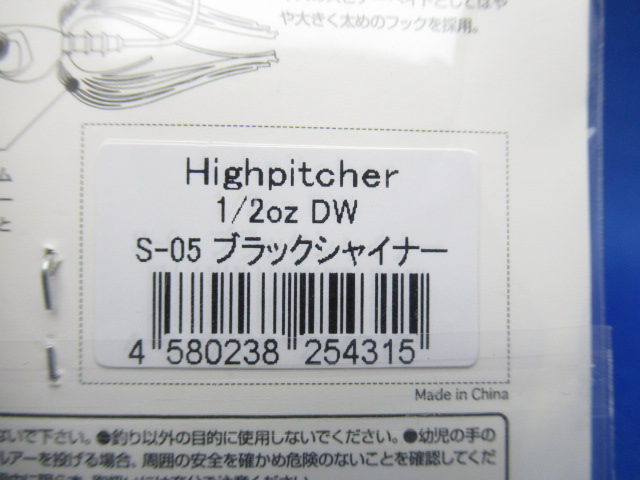 や大きく太めのフックを採用。
ム
と
Highpitcher
1/2oz DW
S-05 ブラックシャイナー
4 580238 254315
Made in China
ないで下さい。●釣り以外の目的に使用しないでください。●幼児の手の
ルアーを投げる場合、周囲の安全を確かめ危険のないことを確認してくだ